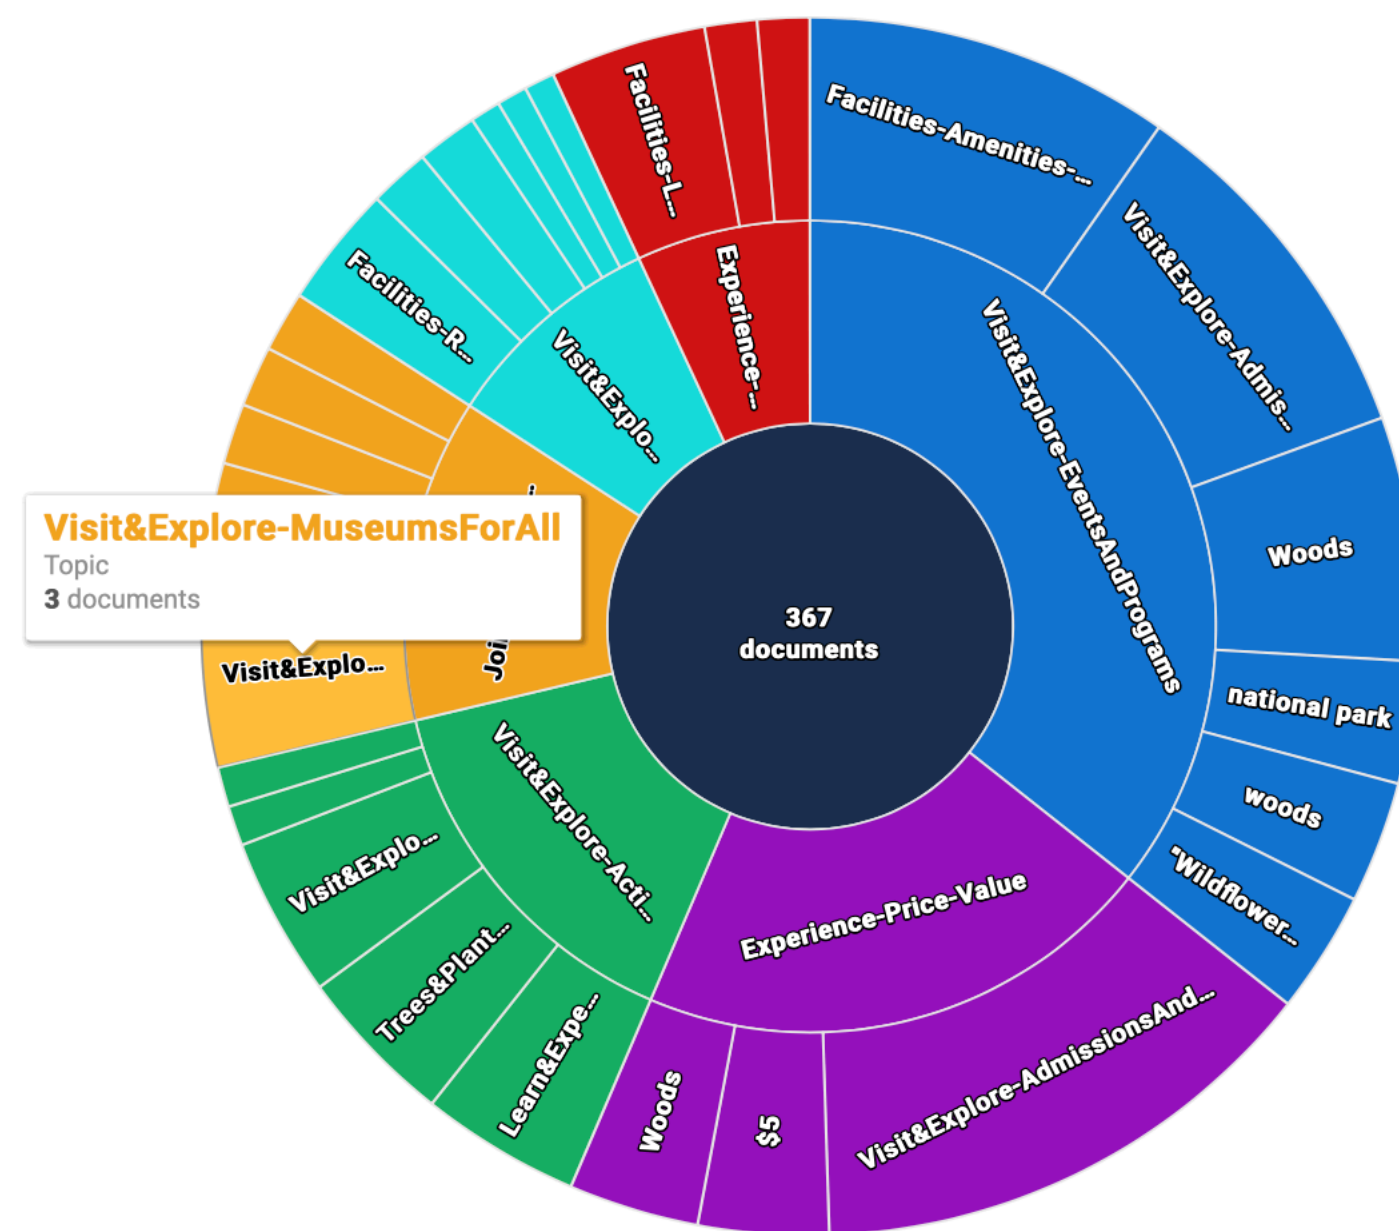 Facilities-L...
Facilities-Amenities-...
Visit&Explore-Admis...
Facilities-R...
Experience-...
Visit&Explo...
Visit&Explore-EventsAndPrograms
Woods
Visit&Explore-MuseumsForAll
Topic
3 documents
367
documents
Visit&Explo...
Joi
national park
Visit&Explore-Acti...
woods
Visit&Explo...
"Wildflower...
Experience-Price-Value
Trees&Plant...
Learn&Expe...
Visit&Explore-AdmissionsAnd...
Woods
$5